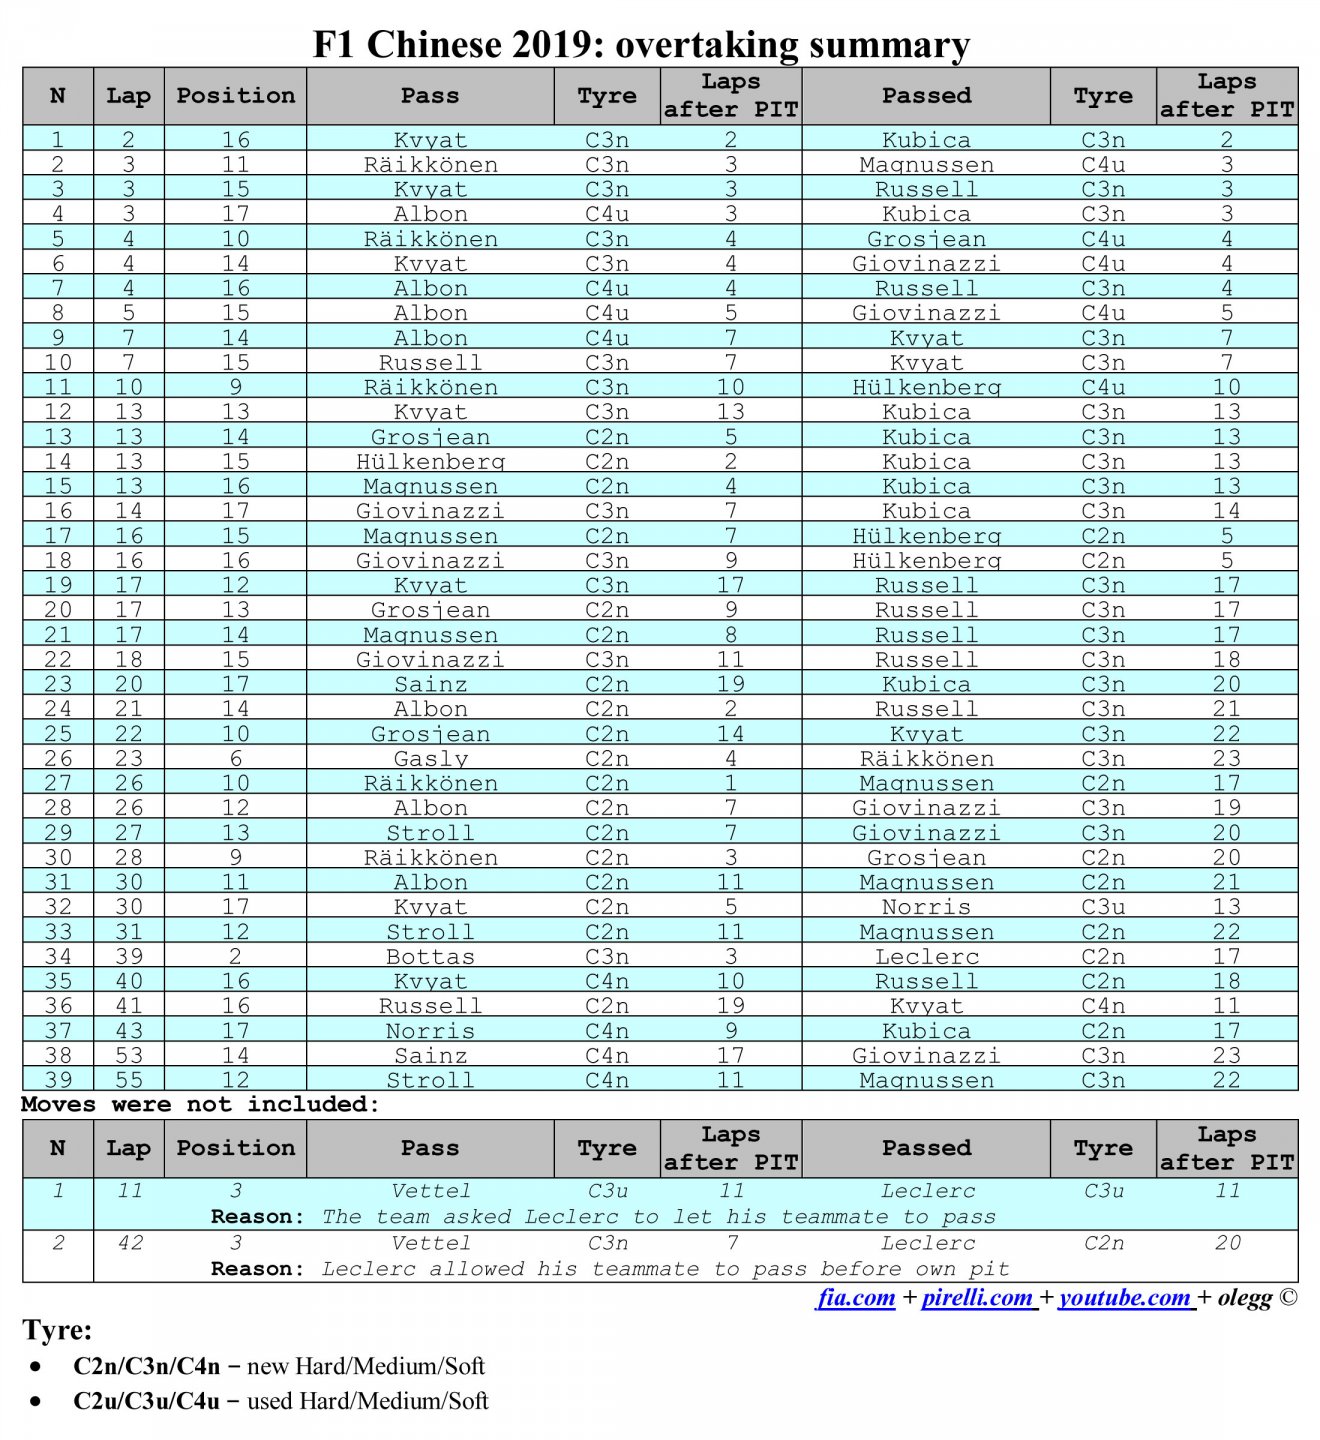 F1 Chinese 2019: overtaking summary
N Lap Position Pass Tyre Laps after PIT Passed Tyre Laps after PIT
1 2 16 Kvyat C3n 2 Kubica C3n 2
2 3 11 Räikkönen C3n 3 Magnussen C4u 3
3 3 15 Kvyat C3n 3 Russell C3n 3
4 3 17 Albon C4u 3 Kubica C3n 3
5 4 10 Räikkönen C3n 4 Grosjean C4u 4
6 4 14 Kvyat C3n 4 Giovinazzi C4u 4
7 4 16 Albon C4u 4 Russell C3n 4
8 5 15 Albon C4u 5 Giovinazzi C4u 5
9 7 14 Albon C4u 7 Kvyat C3n 7
10 7 15 Russell C3n 7 Kvyat C3n 7
11 10 9 Räikkönen C3n 10 Hülkenberg C4u 10
12 13 13 Kvyat C3n 13 Kubica C3n 13
13 13 14 Grosjean C2n 5 Kubica C3n 13
14 13 15 Hülkenberg C2n 2 Kubica C3n 13
15 13 16 Magnussen C2n 4 Kubica C3n 13
16 14 17 Giovinazzi C3n 7 Kubica C3n 14
17 16 15 Magnussen C2n 7 Hülkenberg C2n 5
18 16 16 Giovinazzi C3n 9 Hülkenberg C2n 5
19 17 12 Kvyat C3n 17 Russell C3n 17
20 17 13 Grosjean C2n 9 Russell C3n 17
21 17 14 Magnussen C2n 8 Russell C3n 17
22 18 15 Giovinazzi C3n 11 Russell C3n 18
23 20 17 Sainz C2n 19 Kubica C3n 20
24 21 14 Albon C2n 2 Russell C3n 21
25 22 10 Grosjean C2n 14 Kvyat C3n 22
26 23 6 Gasly C2n 4 Räikkönen C3n 23
27 26 10 Räikkönen C2n 1 Magnussen C2n 17
28 26 12 Albon C2n 7 Giovinazzi C3n 19
29 27 13 Stroll C2n 7 Giovinazzi C3n 20
30 28 9 Räikkönen C2n 3 Grosjean C2n 20
31 30 11 Albon C2n 11 Magnussen C2n 21
32 30 17 Kvyat C2n 5 Norris C3u 13
33 31 12 Stroll C2n 11 Magnussen C2n 22
34 39 2 Bottas C3n 3 Leclerc C2n 17
35 40 16 Kvyat C4n 10 Russell C2n 18
36 41 16 Russell C2n 19 Kvyat C4n 11
37 43 17 Norris C4n 9 Kubica C2n 17
38 53 14 Sainz C4n 17 Giovinazzi C3n 23
39 55 12 Stroll C4n 11 Magnussen C3n 22
Moves were not included:
N Lap Position Pass Tyre Laps after PIT Passed Tyre Laps after PIT
1 11 3 Vettel C3u 11 Leclerc C3u 11
Reason: The team asked Leclerc to let his teammate to pass
2 42 3 Vettel C3n 7 Leclerc C2n 20
Reason: Leclerc allowed his teammate to pass before own pit
fia.com + pirelli.com + youtube.com + olegg ©
Tyre:
• C2n/C3n/C4n – new Hard/Medium/Soft
• C2u/C3u/C4u – used Hard/Medium/Soft